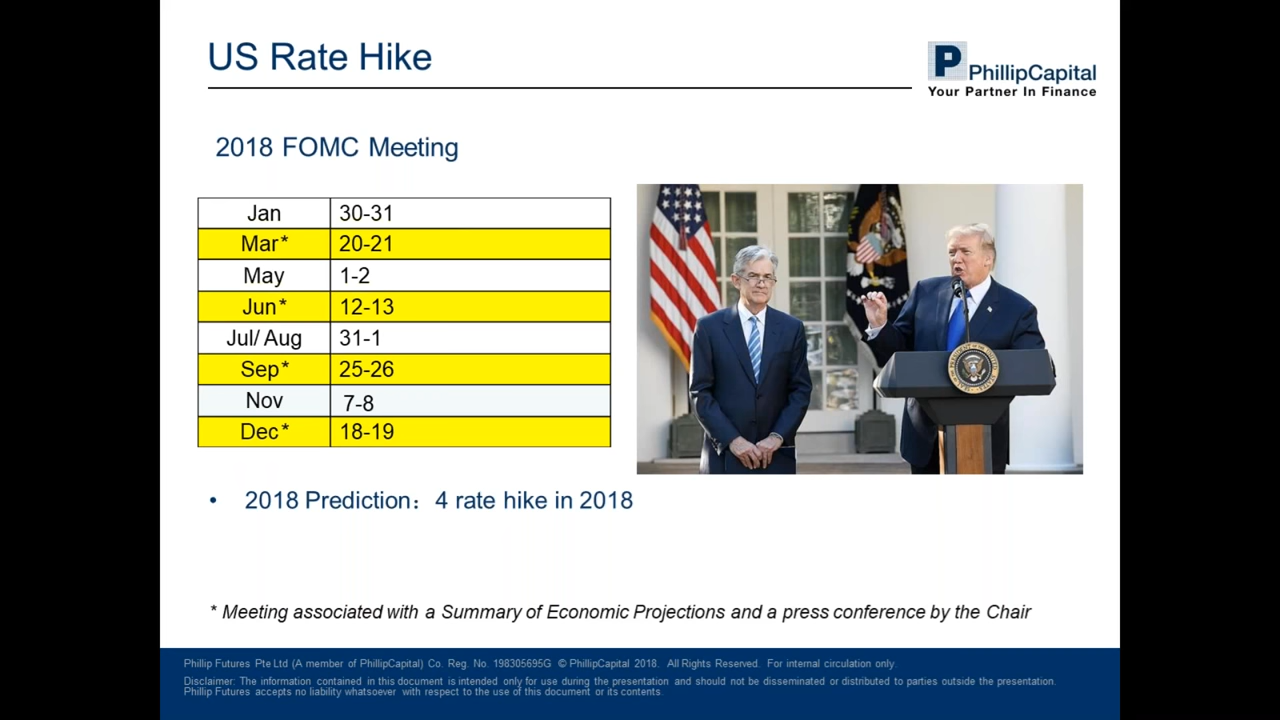 US Rate Hike
P PhillipCapital
Your Partner In Finance
2018 FOMC Meeting
Jan 30-31
Mar* 20-21
May 1-2
Jun* 12-13
Jul/ Aug 31-1
Sep* 25-26
Nov 7-8
Dec* 18-19
• 2018 Prediction：4 rate hike in 2018
* Meeting associated with a Summary of Economic Projections and a press conference by the Chair
Phillip Futures Pte Ltd (A member of PhillipCapital) Co. Reg. No. 198305695G © PhillipCapital 2018. All Rights Reserved. For internal circulation only.
Disclaimer: The information contained in this document is intended only for use during the presentation and should not be disseminated or distributed to parties outside the presentation.
Phillip Futures accepts no liability whatsoever with respect to the use of this document or its contents.